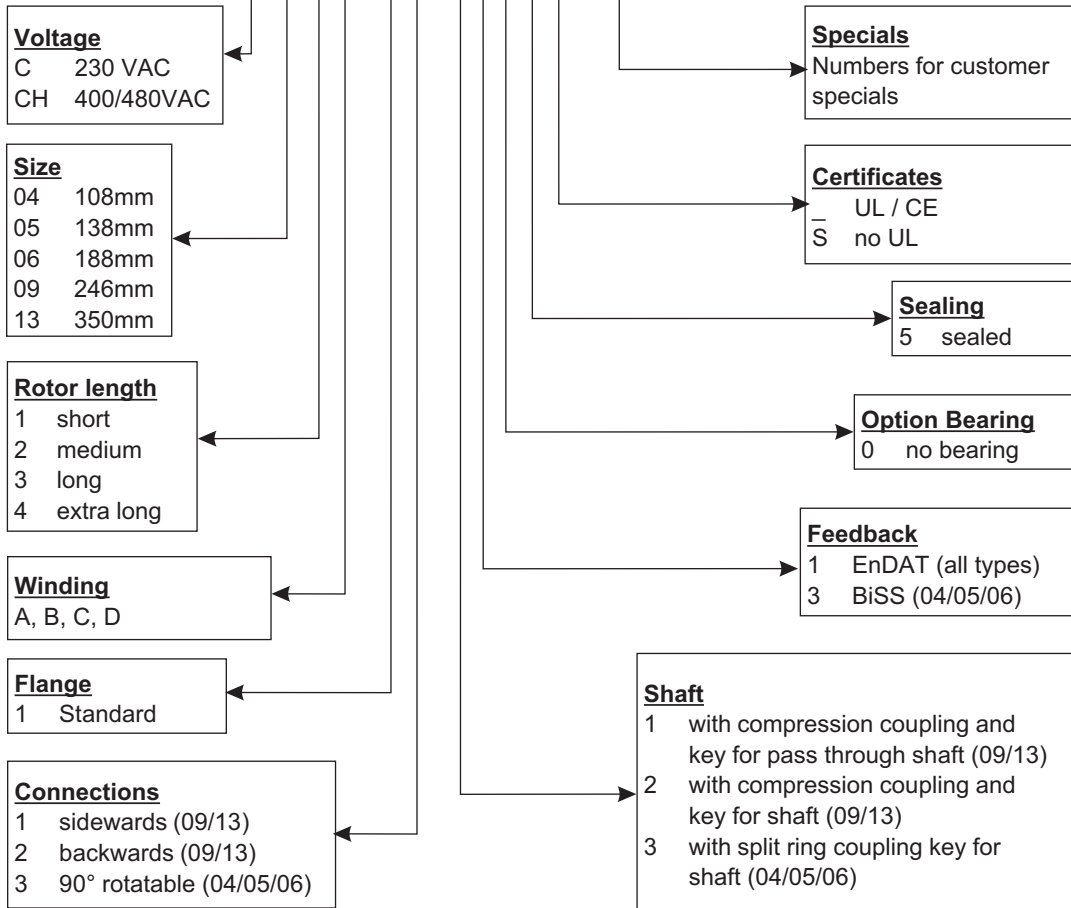 Voltage
C 230 VAC
CH 400/480VAC
Size
04 108mm
05 138mm
06 188mm
09 246mm
13 350mm
Rotor length
1 short
2 medium
3 long
4 extra long
Winding
A, B, C, D
Flange
1 Standard
Connections
1 sidewards (09/13)
2 backwards (09/13)
3 90° rotatable (04/05/06)
Specials
Numbers for customer
specials
Certificates
_ UL / CE
S no UL
Sealing
5 sealed
Option Bearing
0 no bearing
Feedback
1 EnDAT (all types)
3 BiSS (04/05/06)
Shaft
1 with compression coupling and
key for pass through shaft (09/13)
2 with compression coupling and
key for shaft (09/13)
3 with split ring coupling key for
shaft (04/05/06)